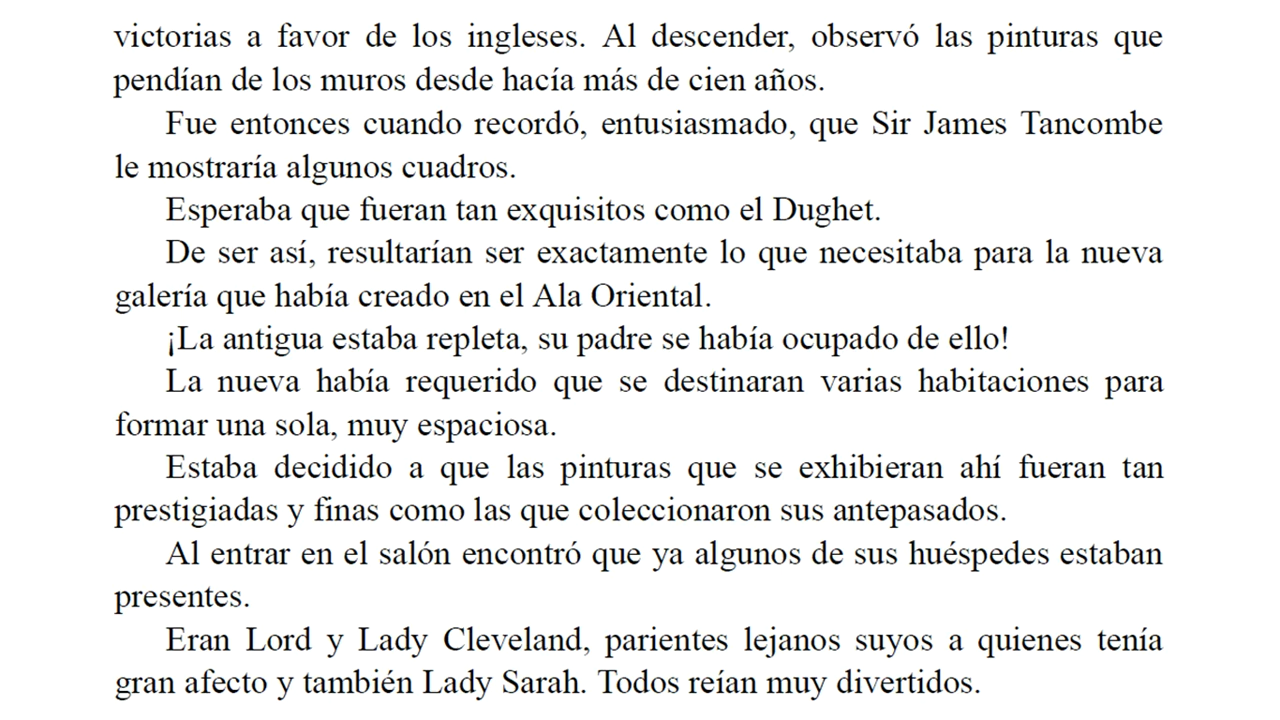 victorias a favor de los ingleses. Al descender, observó las pinturas que
pendían de los muros desde hacía más de cien años.
Fue entonces cuando recordó, entusiasmado, que Sir James Tancombe
le mostraría algunos cuadros.
Esperaba que fueran tan exquisitos como el Dughet.
De ser así, resultarían ser exactamente lo que necesitaba para la nueva
galería que había creado en el Ala Oriental.
¡La antigua estaba repleta, su padre se había ocupado de ello!
La nueva había requerido que se destinaran varias habitaciones para
formar una sola, muy espaciosa.
Estaba decidido a que las pinturas que se exhibieran ahí fueran tan
prestigiadas y finas como las que coleccionaron sus antepasados.
Al entrar en el salón encontró que ya algunos de sus huéspedes estaban
presentes.
Eran Lord y Lady Cleveland, parientes lejanos suyos a quienes tenía
gran afecto y también Lady Sarah. Todos reían muy divertidos.